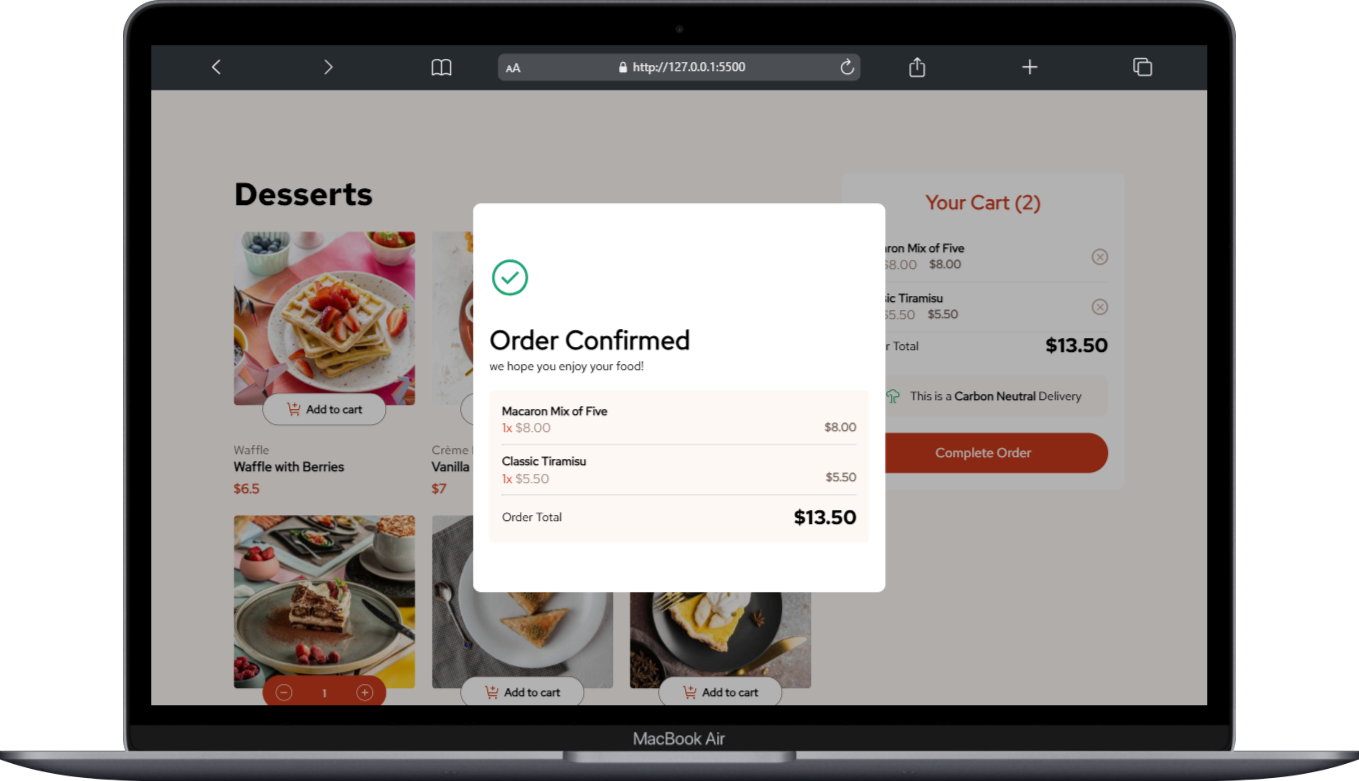 AA
http://127.0.0.1:5500
Desserts
Add to cart
Waffle
Waffle with Berries
$6.5
Crème
Vanilla
$7
1
Add to cart
Add to cart
Your Cart (2)
Mix of Five
$8.00 $8.00
Tiramisu
$5.50 $5.50
Total
$13.50
This is a Carbon Neutral Delivery
Complete Order
Order Confirmed
we hope you enjoy your food!
Macaron Mix of Five
1x $8.00
$8.00
Classic Tiramisu
1x $5.50
$5.50
Order Total
$13.50
MacBook Air